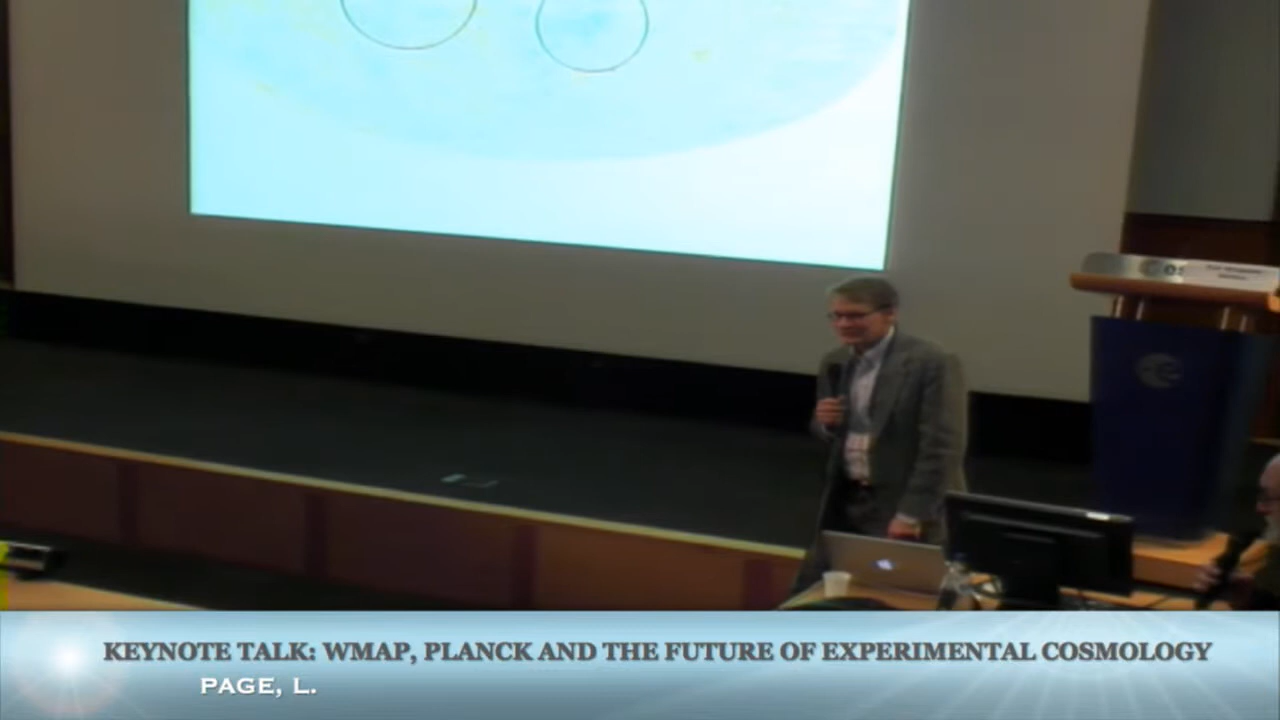 KEYNOTE TALK: WMAP, PLANCK AND THE FUTURE OF EXPERIMENTAL COSMOLOGY
PAGE, L.